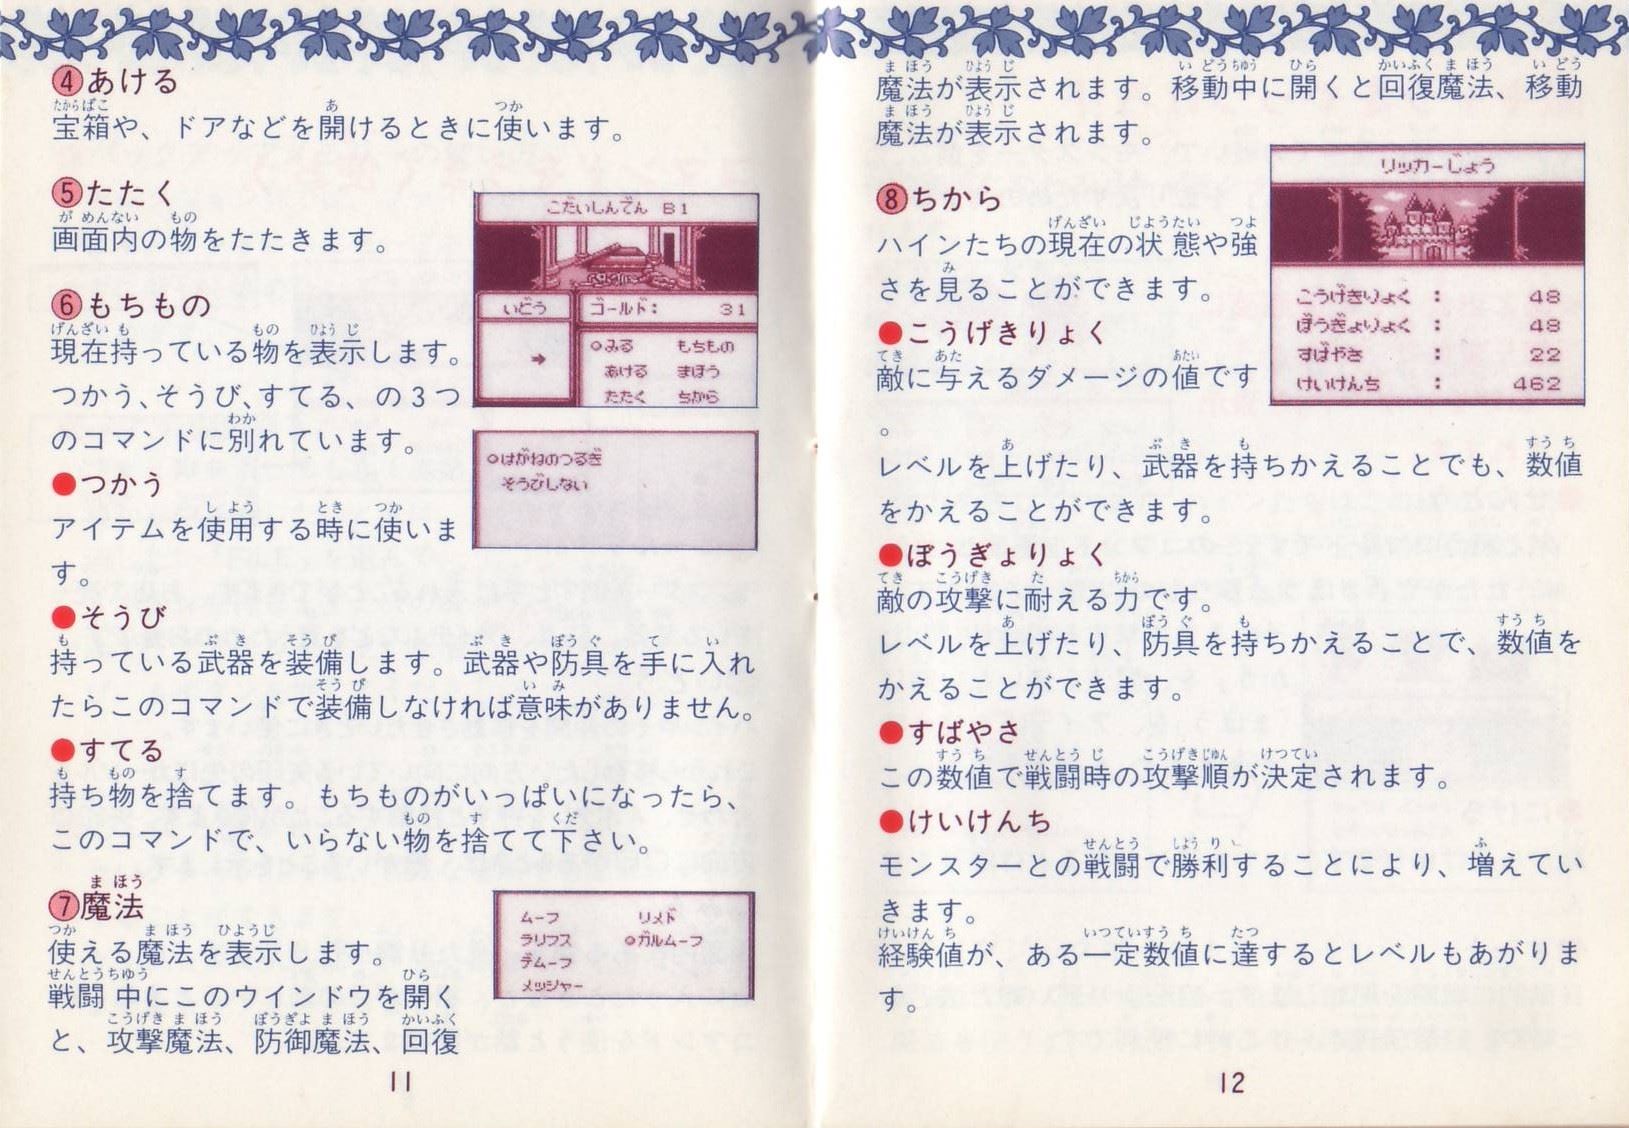 ④あける
宝箱や、ドアなどを開けるときに使います。
⑤たたく
画面内の物をたたきます。
⑥もちもの
現在持っている物を表示します。
つかう、そうび、すてる、の3つ
のコマンドに別れています。
●つかう
アイテムを使用する時に使いま
す。
●そうび
持っている武器を装備します。武器や防具を手に入れ
たらこのコマンドで装備しなければ意味がありません。
●すてる
持ち物を捨てます。もちものがいっぱいになったら、
このコマンドで、いらない物を捨てて下さい。
⑦魔法
使える魔法を表示します。
戦闘中にこのウインドウを開く
と、攻撃魔法、防御魔法、回復
こだいしんでん B1
いどう
ゴールド: 31
みる もちもの
あける まほう
たたく ちから
はがねのつるぎ
そうびしない
ムーフ リメド
ラリフス ガルムーフ
デムーフ
メッシャー
11
魔法が表示されます。移動中に開くと回復魔法、移動
魔法が表示されます。
⑧ちから
ハインたちの現在の状態や強
さを見ることができます。
●こうげきりょく
敵に与えるダメージの値です
。
レベルを上げたり、武器を持ちかえることでも、数値
をかえることができます。
●ぼうぎょりょく
敵の攻撃に耐える力です。
レベルを上げたり、防具を持ちかえることで、数値を
かえることができます。
●すばやさ
この数値で戦闘時の攻撃順が決定されます。
●けいけんち
モンスターとの戦闘で勝利することにより、増えてい
きます。
経験値が、ある一定数値に達するとレベルもあがりま
す。
リッカーじょう
こうげきりょく : 48
ぼうぎょりょく : 48
すばやさ : 22
けいけんち : 462
12